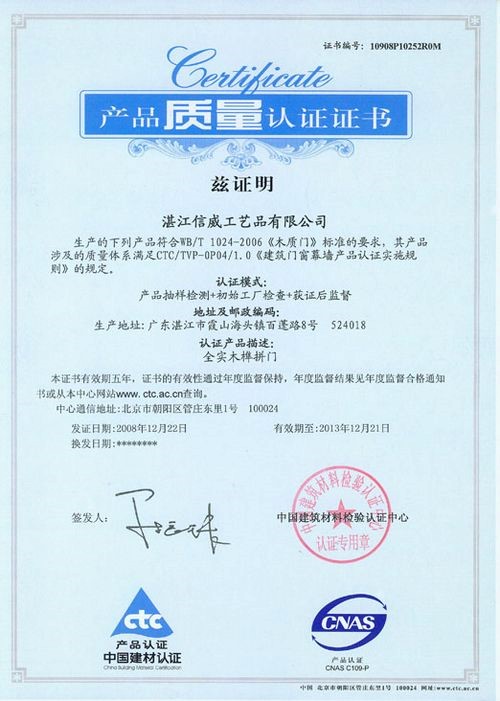 证书编号：10908P10252R0M
Certificate
产品质量认证证书
兹证明
湛江信威工艺品有限公司
生产的下列产品符合WB/T 1024-2006《木质门》标准的要求，其产品
涉及的质量体系满足CTC/TVP-0P04/1.0《建筑门窗幕墙产品认证实施规
则》的规定。
认证模式：
产品抽样检测+初始工厂检查+获证后监督
地址及邮政编码：
生产地址：广东湛江市霞山海头镇百蓬路8号 524018
认证产品描述：
全实木榫拼门
本证书有效期五年，证书的有效性通过年度监督保持，年度监督结果见年度监督合格通知
书或从本中心网站www.ctc.ac.cn查询。
中心通信地址：北京市朝阳区管庄东里1号 100024
发证日期：2008年12月22日 有效期至：2013年12月21日
换发日期：********
签发人：
中国建筑材料检验认证中心
中国建筑材料检验认证中心
认证专用章
ctc
产品认证
中国建材认证
China Building Material Certification
CNAS
产品认证
CNAS C109-P
中国 北京市朝阳区管庄东里1号 100024 网址：www.ctc.ac.cn